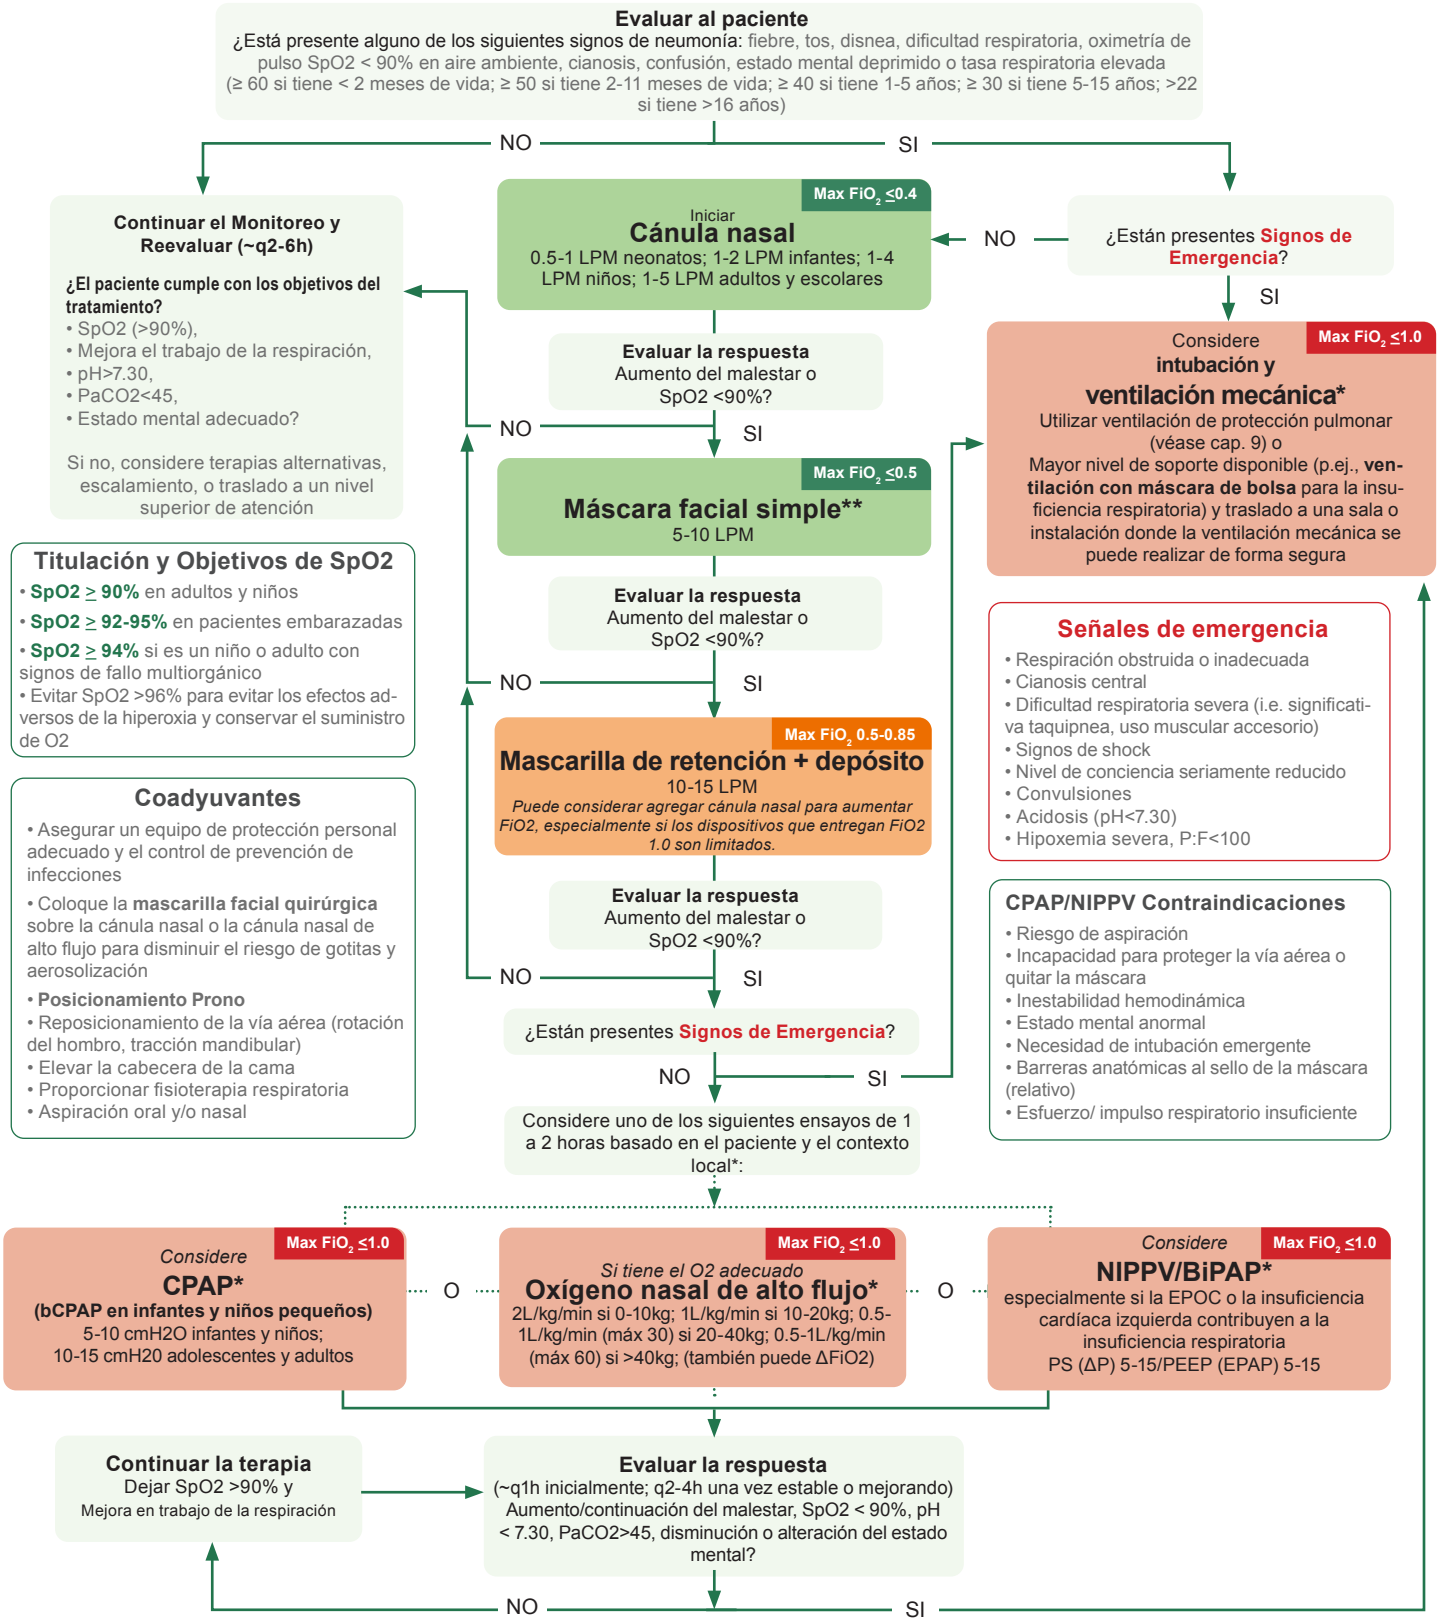 Evaluar al paciente
¿Está presente alguno de los siguientes signos de neumonía: fiebre, tos, disnea, dificultad respiratoria, oximetría de
pulso SpO2 < 90% en aire ambiente, cianosis, confusión, estado mental deprimido o tasa respiratoria elevada
(≥ 60 si tiene < 2 meses de vida; ≥ 50 si tiene 2-11 meses de vida; ≥ 40 si tiene 1-5 años; ≥ 30 si tiene 5-15 años; >22
si tiene >16 años)
NO
SI
Continuar el Monitoreo y
Reevaluar (~q2-6h)
¿El paciente cumple con los objetivos del
tratamiento?
• SpO2 (>90%),
• Mejora el trabajo de la respiración,
• pH>7.30,
• PaCO2<45,
• Estado mental adecuado?
Si no, considere terapias alternativas,
escalamiento, o traslado a un nivel
superior de atención
Max FiO₂ ≤0.4
Iniciar
Cánula nasal
0.5-1 LPM neonatos; 1-2 LPM infantes; 1-4
LPM niños; 1-5 LPM adultos y escolares
NO
¿Están presentes Signos de
Emergencia?
SI
Evaluar la respuesta
Aumento del malestar o
SpO2 <90%?
NO
SI
Max FiO₂ ≤1.0
Considere
intubación y
ventilación mecánica*
Utilizar ventilación de protección pulmonar
(véase cap. 9) o
Mayor nivel de soporte disponible (p.ej., ven-
tilación con máscara de bolsa para la insu-
ficiencia respiratoria) y traslado a una sala o
instalación donde la ventilación mecánica se
puede realizar de forma segura
Max FiO₂ ≤0.5
Máscara facial simple**
5-10 LPM
Evaluar la respuesta
Aumento del malestar o
SpO2 <90%?
NO
SI
Titulación y Objetivos de SpO2
• SpO2 ≥ 90% en adultos y niños
• SpO2 ≥ 92-95% en pacientes embarazadas
• SpO2 ≥ 94% si es un niño o adulto con
signos de fallo multiorgánico
• Evitar SpO2 >96% para evitar los efectos ad-
versos de la hiperoxia y conservar el suministro
de O2
Señales de emergencia
• Respiración obstruida o inadecuada
• Cianosis central
• Dificultad respiratoria severa (i.e. significati-
va taquipnea, uso muscular accesorio)
• Signos de shock
• Nivel de conciencia seriamente reducido
• Convulsiones
• Acidosis (pH<7.30)
• Hipoxemia severa, P:F<100
Max FiO₂ 0.5-0.85
Mascarilla de retención + depósito
10-15 LPM
Puede considerar agregar cánula nasal para aumentar
FiO2, especialmente si los dispositivos que entregan FiO2
1.0 son limitados.
Coadyuvantes
• Asegurar un equipo de protección personal
adecuado y el control de prevención de
infecciones
• Coloque la mascarilla facial quirúrgica
sobre la cánula nasal o la cánula nasal de
alto flujo para disminuir el riesgo de gotitas y
aerosolización
• Posicionamiento Prono
• Reposicionamiento de la vía aérea (rotación
del hombro, tracción mandibular)
• Elevar la cabecera de la cama
• Proporcionar fisioterapia respiratoria
• Aspiración oral y/o nasal
Evaluar la respuesta
Aumento del malestar o
SpO2 <90%?
NO
SI
CPAP/NIPPV Contraindicaciones
• Riesgo de aspiración
• Incapacidad para proteger la vía aérea o
quitar la máscara
• Inestabilidad hemodinámica
• Estado mental anormal
• Necesidad de intubación emergente
• Barreras anatómicas al sello de la máscara
(relativo)
• Esfuerzo/ impulso respiratorio insuficiente
¿Están presentes Signos de Emergencia?
NO
SI
Considere uno de los siguientes ensayos de 1
a 2 horas basado en el paciente y el contexto
local*:
Max FiO₂ ≤1.0
Considere
CPAP*
(bCPAP en infantes y niños pequeños)
5-10 cmH2O infantes y niños;
10-15 cmH20 adolescentes y adultos
O
Max FiO₂ ≤1.0
Si tiene el O2 adecuado
Oxígeno nasal de alto flujo*
2L/kg/min si 0-10kg; 1L/kg/min si 10-20kg; 0.5-
1L/kg/min (máx 30) si 20-40kg; 0.5-1L/kg/min
(máx 60) si >40kg; (también puede ΔFiO2)
O
Max FiO₂ ≤1.0
Considere
NIPPV/BiPAP*
especialmente si la EPOC o la insuficiencia
cardíaca izquierda contribuyen a la
insuficiencia respiratoria
PS (ΔP) 5-15/PEEP (EPAP) 5-15
Continuar la terapia
Dejar SpO2 >90% y
Mejora en trabajo de la respiración
Evaluar la respuesta
(~q1h inicialmente; q2-4h una vez estable o mejorando)
Aumento/continuación del malestar, SpO2 < 90%, pH
< 7.30, PaCO2>45, disminución o alteración del estado
mental?
NO
SI